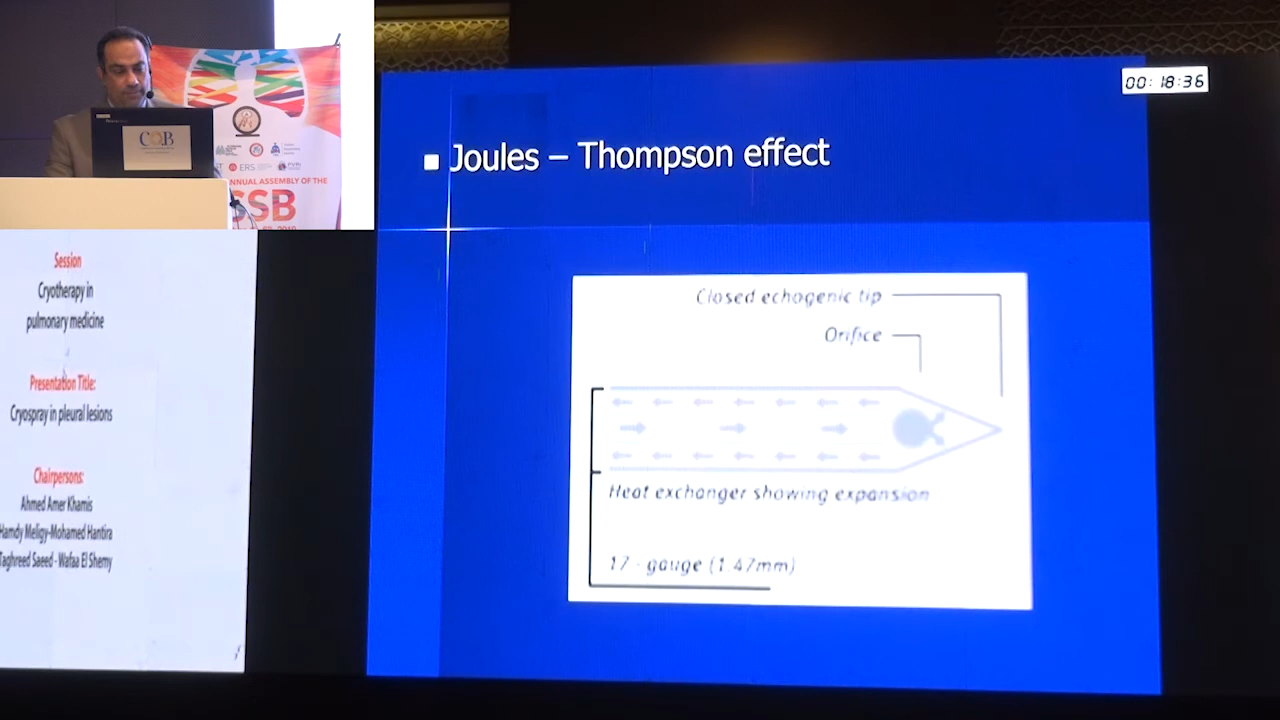 00:18:36
Joules – Thompson effect
Closed echogenic tip
Orifice
Heat exchanger showing expansion
17 - gauge (1.47mm)
ERS
ANNUAL ASSEMBLY OF THE
SSB
Session
Cryotherapy in
pulmonary medicine
Presentation Title:
Cryospray in pleural lesions
Chairpersons:
Ahmed Amer Khamis
Hamdy Meligy-Mohamed Hantira
Taghreed Saeed - Wafaa El Shemy